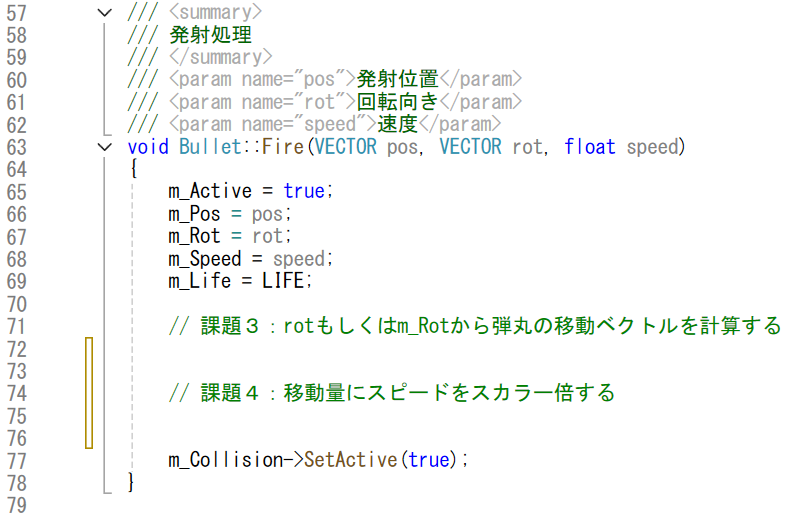 57 /// <summary>
58 /// 発射処理
59 /// </summary>
60 /// <param name="pos">発射位置</param>
61 /// <param name="rot">回転向き</param>
62 /// <param name="speed">速度</param>
63 void Bullet::Fire(VECTOR pos, VECTOR rot, float speed)
64 {
65 m_Active = true;
66 m_Pos = pos;
67 m_Rot = rot;
68 m_Speed = speed;
69 m_Life = LIFE;
70
71 // 課題３：rotもしくはm_Rotから弾丸の移動ベクトルを計算する
72
73
74 // 課題４：移動量にスピードをスカラー倍する
75
76
77 m_Collision->SetActive(true);
78 }
79